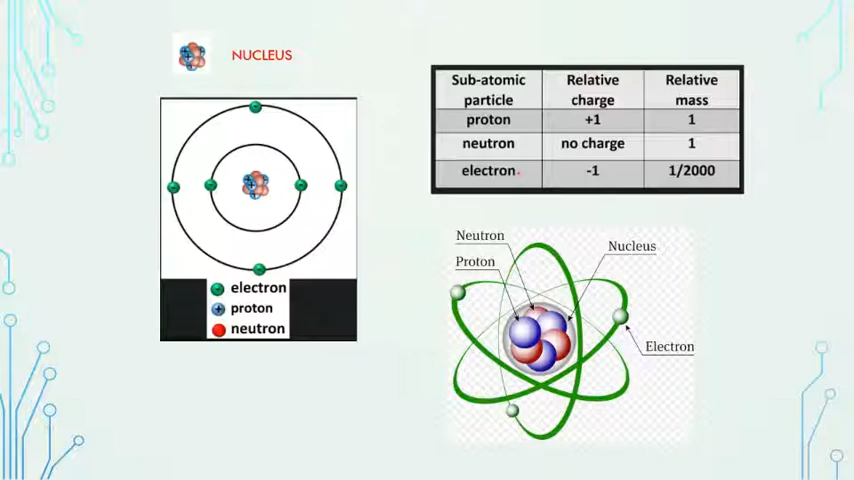 NUCLEUS
electron
proton
neutron
Sub-atomic particle Relative charge Relative mass
proton +1 1
neutron no charge 1
electron -1 1/2000
Neutron
Nucleus
Proton
Electron